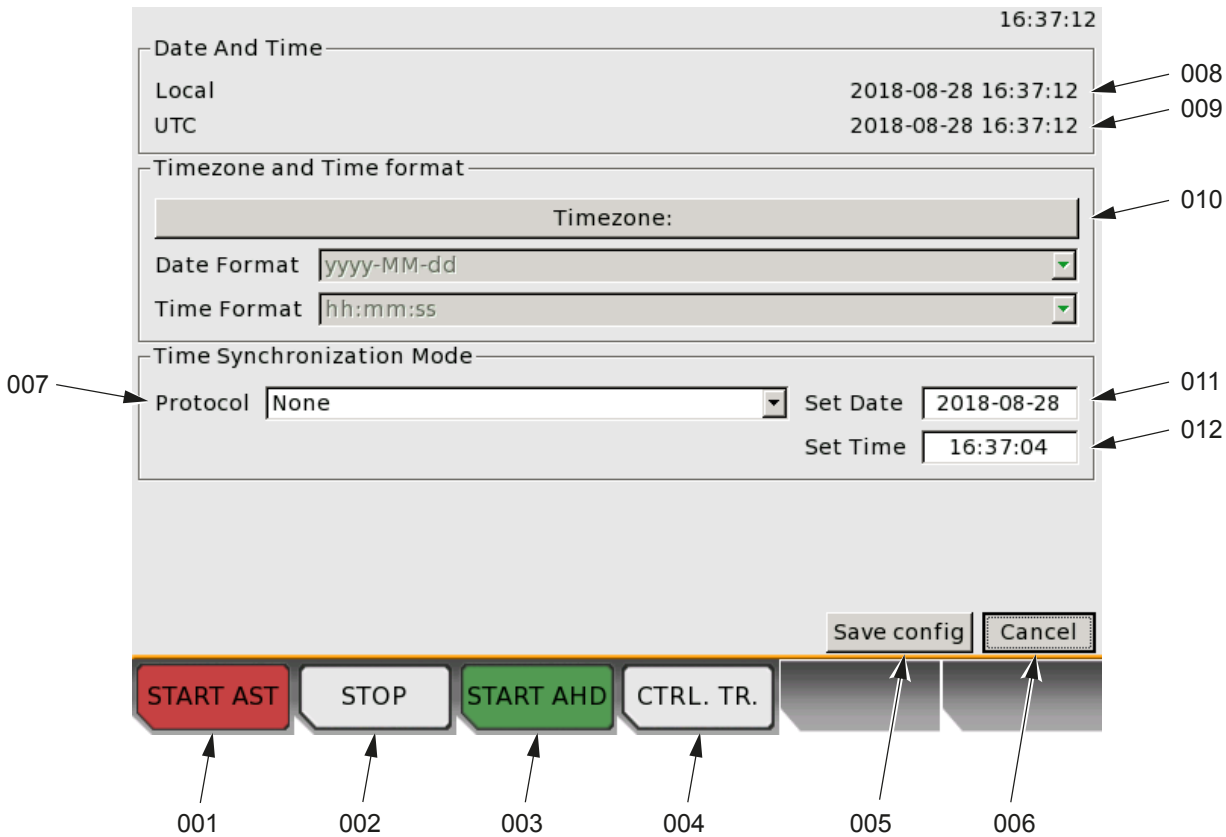 16:37:12
Date And Time
Local 2018-08-28 16:37:12 008
UTC 2018-08-28 16:37:12 009
Timezone and Time format
Timezone: 010
Date Format yyyy-MM-dd
Time Format hh:mm:ss
Time Synchronization Mode
007 Protocol None Set Date 2018-08-28 011
Set Time 16:37:04 012
Save config Cancel
START AST STOP START AHD CTRL. TR.
001 002 003 004 005 006